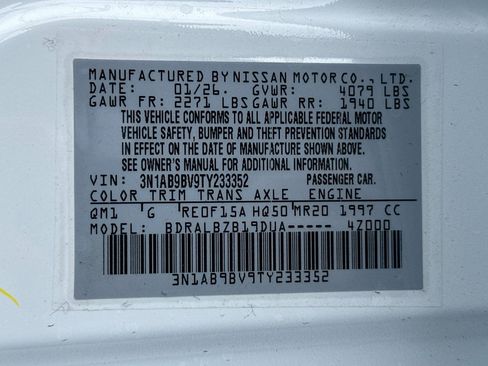 MANUFACTURED BY NISSAN MOTOR CO., LTD.
DATE: 01/26. GVWR: 4079 LBS
GAWR FR: 2271 LBS GAWR RR: 1940 LBS
THIS VEHICLE CONFORMS TO ALL APPLICABLE FEDERAL MOTOR
VEHICLE SAFETY, BUMPER AND THEFT PREVENTION STANDARDS
IN EFFECT ON THE DATE OF MANUFACTURE SHOWN ABOVE.
SEE OWNER'S MANUAL FOR ADDITIONAL INFORMATION.
VIN: 3N1AB9BV9TY233352 PASSENGER CAR.
COLOR TRIM TRANS AXLE ENGINE
QM1 G RE0F15A HQ50 MR20 1997 CC
MODEL: BDRALBZB19DUA----- 4Z000
3N1AB9BV9TY233352